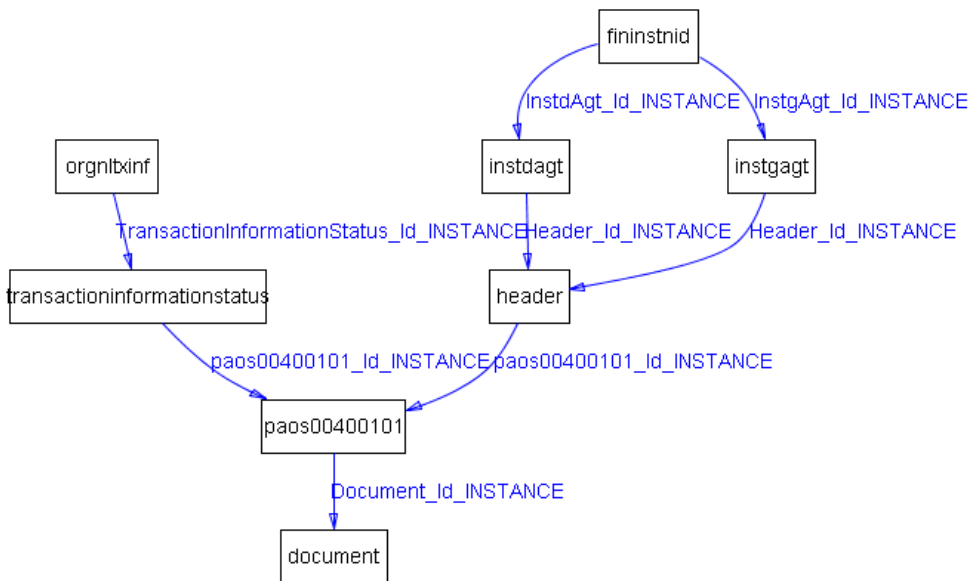 fininstnid
InstdAgt_Id_INSTANCE
InstgAgt_Id_INSTANCE
orgnltxinf
instdagt
instgagt
TransactionInformationStatus_Id_INSTANCE
Header_Id_INSTANCE
Header_Id_INSTANCE
transactioninformationstatus
header
paos00400101_Id_INSTANCE
paos00400101_Id_INSTANCE
paos00400101
Document_Id_INSTANCE
document